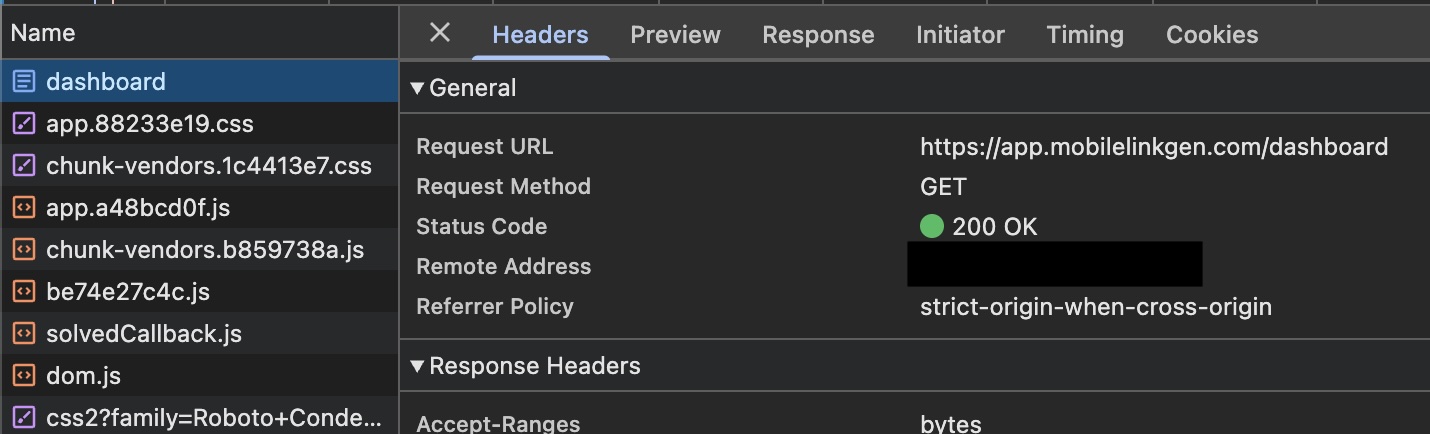 Name
dashboard
app.88233e19.css
chunk-vendors.1c4413e7.css
app.a48bcd0f.js
chunk-vendors.b859738a.js
be74e27c4c.js
solvedCallback.js
dom.js
css2?family=Roboto+Conde...
Headers Preview Response Initiator Timing Cookies
General
Request URL https://app.mobilelinkgen.com/dashboard
Request Method GET
Status Code 200 OK
Remote Address
Referrer Policy strict-origin-when-cross-origin
Response Headers
Accept-Ranges bytes